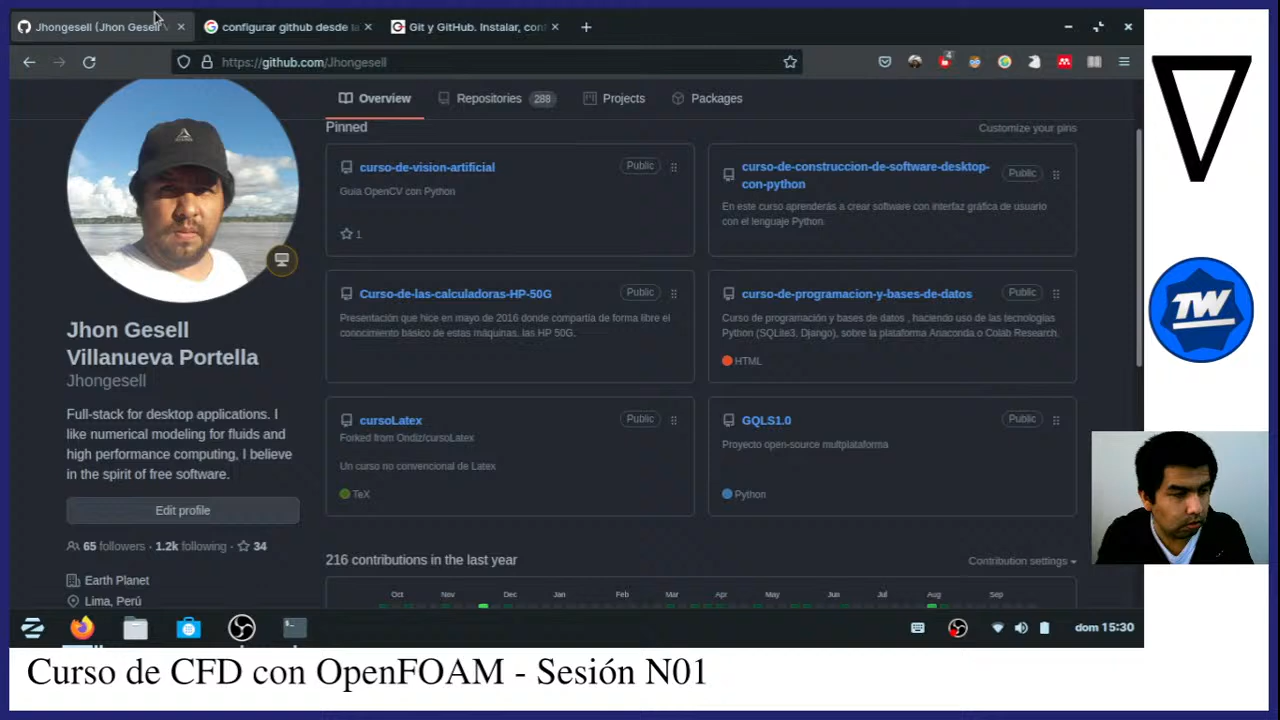 Jhongesell (Jhon Gesell V
configurar github desde la
Git y GitHub. Instalar, conf
https://github.com/Jhongesell
4
Overview
Repositories 288
Projects
Packages
Pinned
Customize your pins
curso-de-vision-artificial
Public
Guia OpenCV con Python
1
curso-de-construccion-de-software-desktop-
con-python
Public
En este curso aprenderás a crear software con interfaz gráfica de usuario
con el lenguaje Python.
Curso-de-las-calculadoras-HP-50G
Public
Presentación que hice en mayo de 2016 donde compartía de forma libre el
conocimiento básico de estas máquinas, las HP 50G.
curso-de-programacion-y-bases-de-datos
Public
Curso de programación y bases de datos , haciendo uso de las tecnologías
Python (SQLite3, Django), sobre la plataforma Anaconda o Colab Research.
HTML
cursoLatex
Public
Forked from Ondiz/cursoLatex
Un curso no convencional de Latex
TeX
GQLS1.0
Public
Proyecto open-source multplataforma
Python
Jhon Gesell
Villanueva Portella
Jhongesell
Full-stack for desktop applications. I
like numerical modeling for fluids and
high performance computing, I believe
in the spirit of free software.
Edit profile
65 followers · 1.2k following · 34
Earth Planet
Lima, Perú
216 contributions in the last year
Contribution settings
Oct Nov Dec Jan Feb Mar Apr May Jun Jul Aug Sep
dom 15:30
TW
Curso de CFD con OpenFOAM - Sesión N01